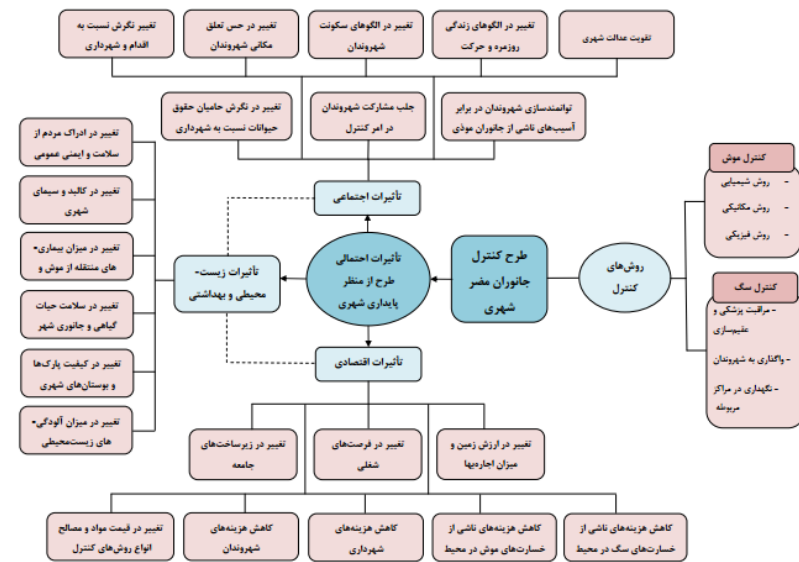 تقویت عدالت شهری
تغییر در الگوهای زندگی
روزمره و حرکت
تغییر در الگوهای سکونت
شهروندان
تغییر در حس تعلق
مکانی شهروندان
تغییر نگرش نسبت به
اقدام و شهرداری
توانمندسازی شهروندان در برابر
آسیب‌های ناشی از جانوران موذی
جلب مشارکت شهروندان
در امر کنترل
تغییر در نگرش حامیان حقوق
حیوانات نسبت به شهرداری
تأثیرات اجتماعی
کنترل موش
- روش شیمیایی
- روش مکانیکی
- روش فیزیکی
کنترل سگ
- مراقبت پزشکی و
عقیم‌سازی
- واگذاری به شهروندان
- نگهداری در مراکز
مربوطه
روش‌های
کنترل
طرح کنترل
جانوران مضر
شهری
تأثیرات احتمالی
طرح از منظر
پایداری شهری
تأثیرات زیست-
محیطی و بهداشتی
تغییر در ادراک مردم از
سلامت و ایمنی عمومی
تغییر در کالبد و سیمای
شهری
تغییر در میزان بیماری-
های منتقله از موش و
تغییر در سلامت حیات
گیاهی و جانوری شهر
تغییر در کیفیت پارک‌ها
و بوستان‌های شهری
تغییر در میزان آلودگی-
های زیست‌محیطی
تأثیرات اقتصادی
تغییر در ارزش زمین و
میزان اجاره‌بها
تغییر در فرصت‌های
شغلی
تغییر در زیرساخت‌های
جامعه
کاهش هزینه‌های ناشی از
خسارت‌های سگ در محیط
کاهش هزینه‌های ناشی از
خسارت‌های موش در محیط
کاهش هزینه‌های
شهرداری
کاهش هزینه‌های
شهروندان
تغییر در قیمت مواد و مصالح
انواع روش‌های کنترل